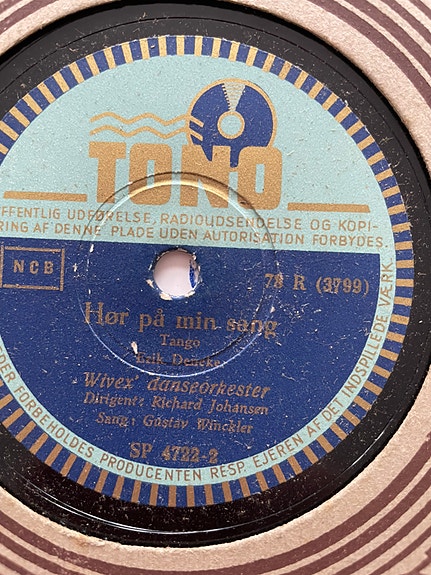 TONO
OFFENTLIG UDFØRELSE, RADIOUDSENDELSE OG KOPI-
RING AF DENNE PLADE UDEN AUTORISATION FORBYDES.
NCB
78 R (3799)
Hør på min sang
Tango
Erik Deneke
Wivex' danseorkester
Dirigent: Richard Johansen
Sang: Gustav Winckler
SP 4722-2
DER FORBEHOLDES PRODUCENTEN RESP. EJEREN AF DET INDSPILLEDE VÆRK